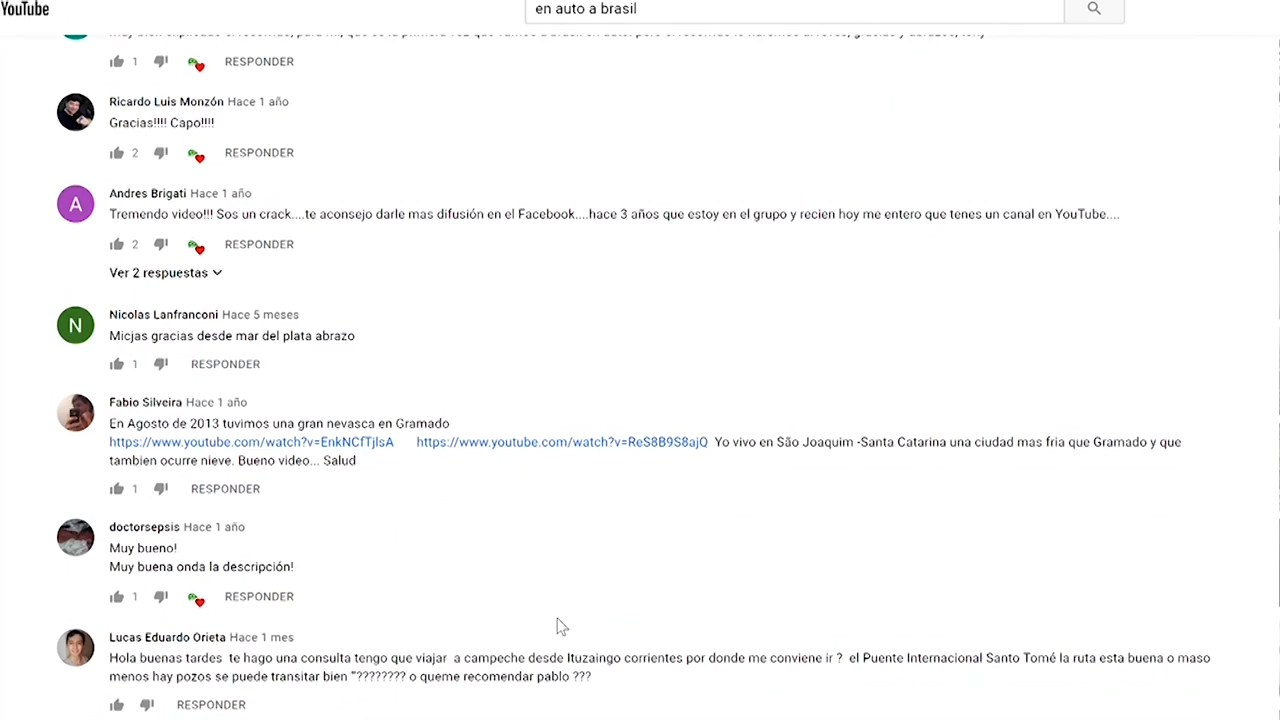 YouTube
en auto a brasil
1 RESPONDER
Ricardo Luis Monzón Hace 1 año
Gracias!!!! Capo!!!!
2 RESPONDER
A
Andres Brigati Hace 1 año
Tremendo video!!! Sos un crack....te aconsejo darle mas difusión en el Facebook....hace 3 años que estoy en el grupo y recien hoy me entero que tenes un canal en YouTube....
2 RESPONDER
Ver 2 respuestas
N
Nicolas Lanfranconi Hace 5 meses
Micjas gracias desde mar del plata abrazo
1 RESPONDER
Fabio Silveira Hace 1 año
En Agosto de 2013 tuvimos una gran nevasca en Gramado
https://www.youtube.com/watch?v=EnkNCfTjlsA https://www.youtube.com/watch?v=ReS8B9S8ajQ Yo vivo en São Joaquim -Santa Catarina una ciudad mas fria que Gramado y que
tambien ocurre nieve. Bueno video... Salud
1 RESPONDER
doctorsepsis Hace 1 año
Muy bueno!
Muy buena onda la descripción!
1 RESPONDER
Lucas Eduardo Orieta Hace 1 mes
Hola buenas tardes te hago una consulta tengo que viajar a campeche desde Ituzaingo corrientes por donde me conviene ir ? el Puente Internacional Santo Tomé la ruta esta buena o maso
menos hay pozos se puede transitar bien "???????? o queme recomendar pablo ???
RESPONDER